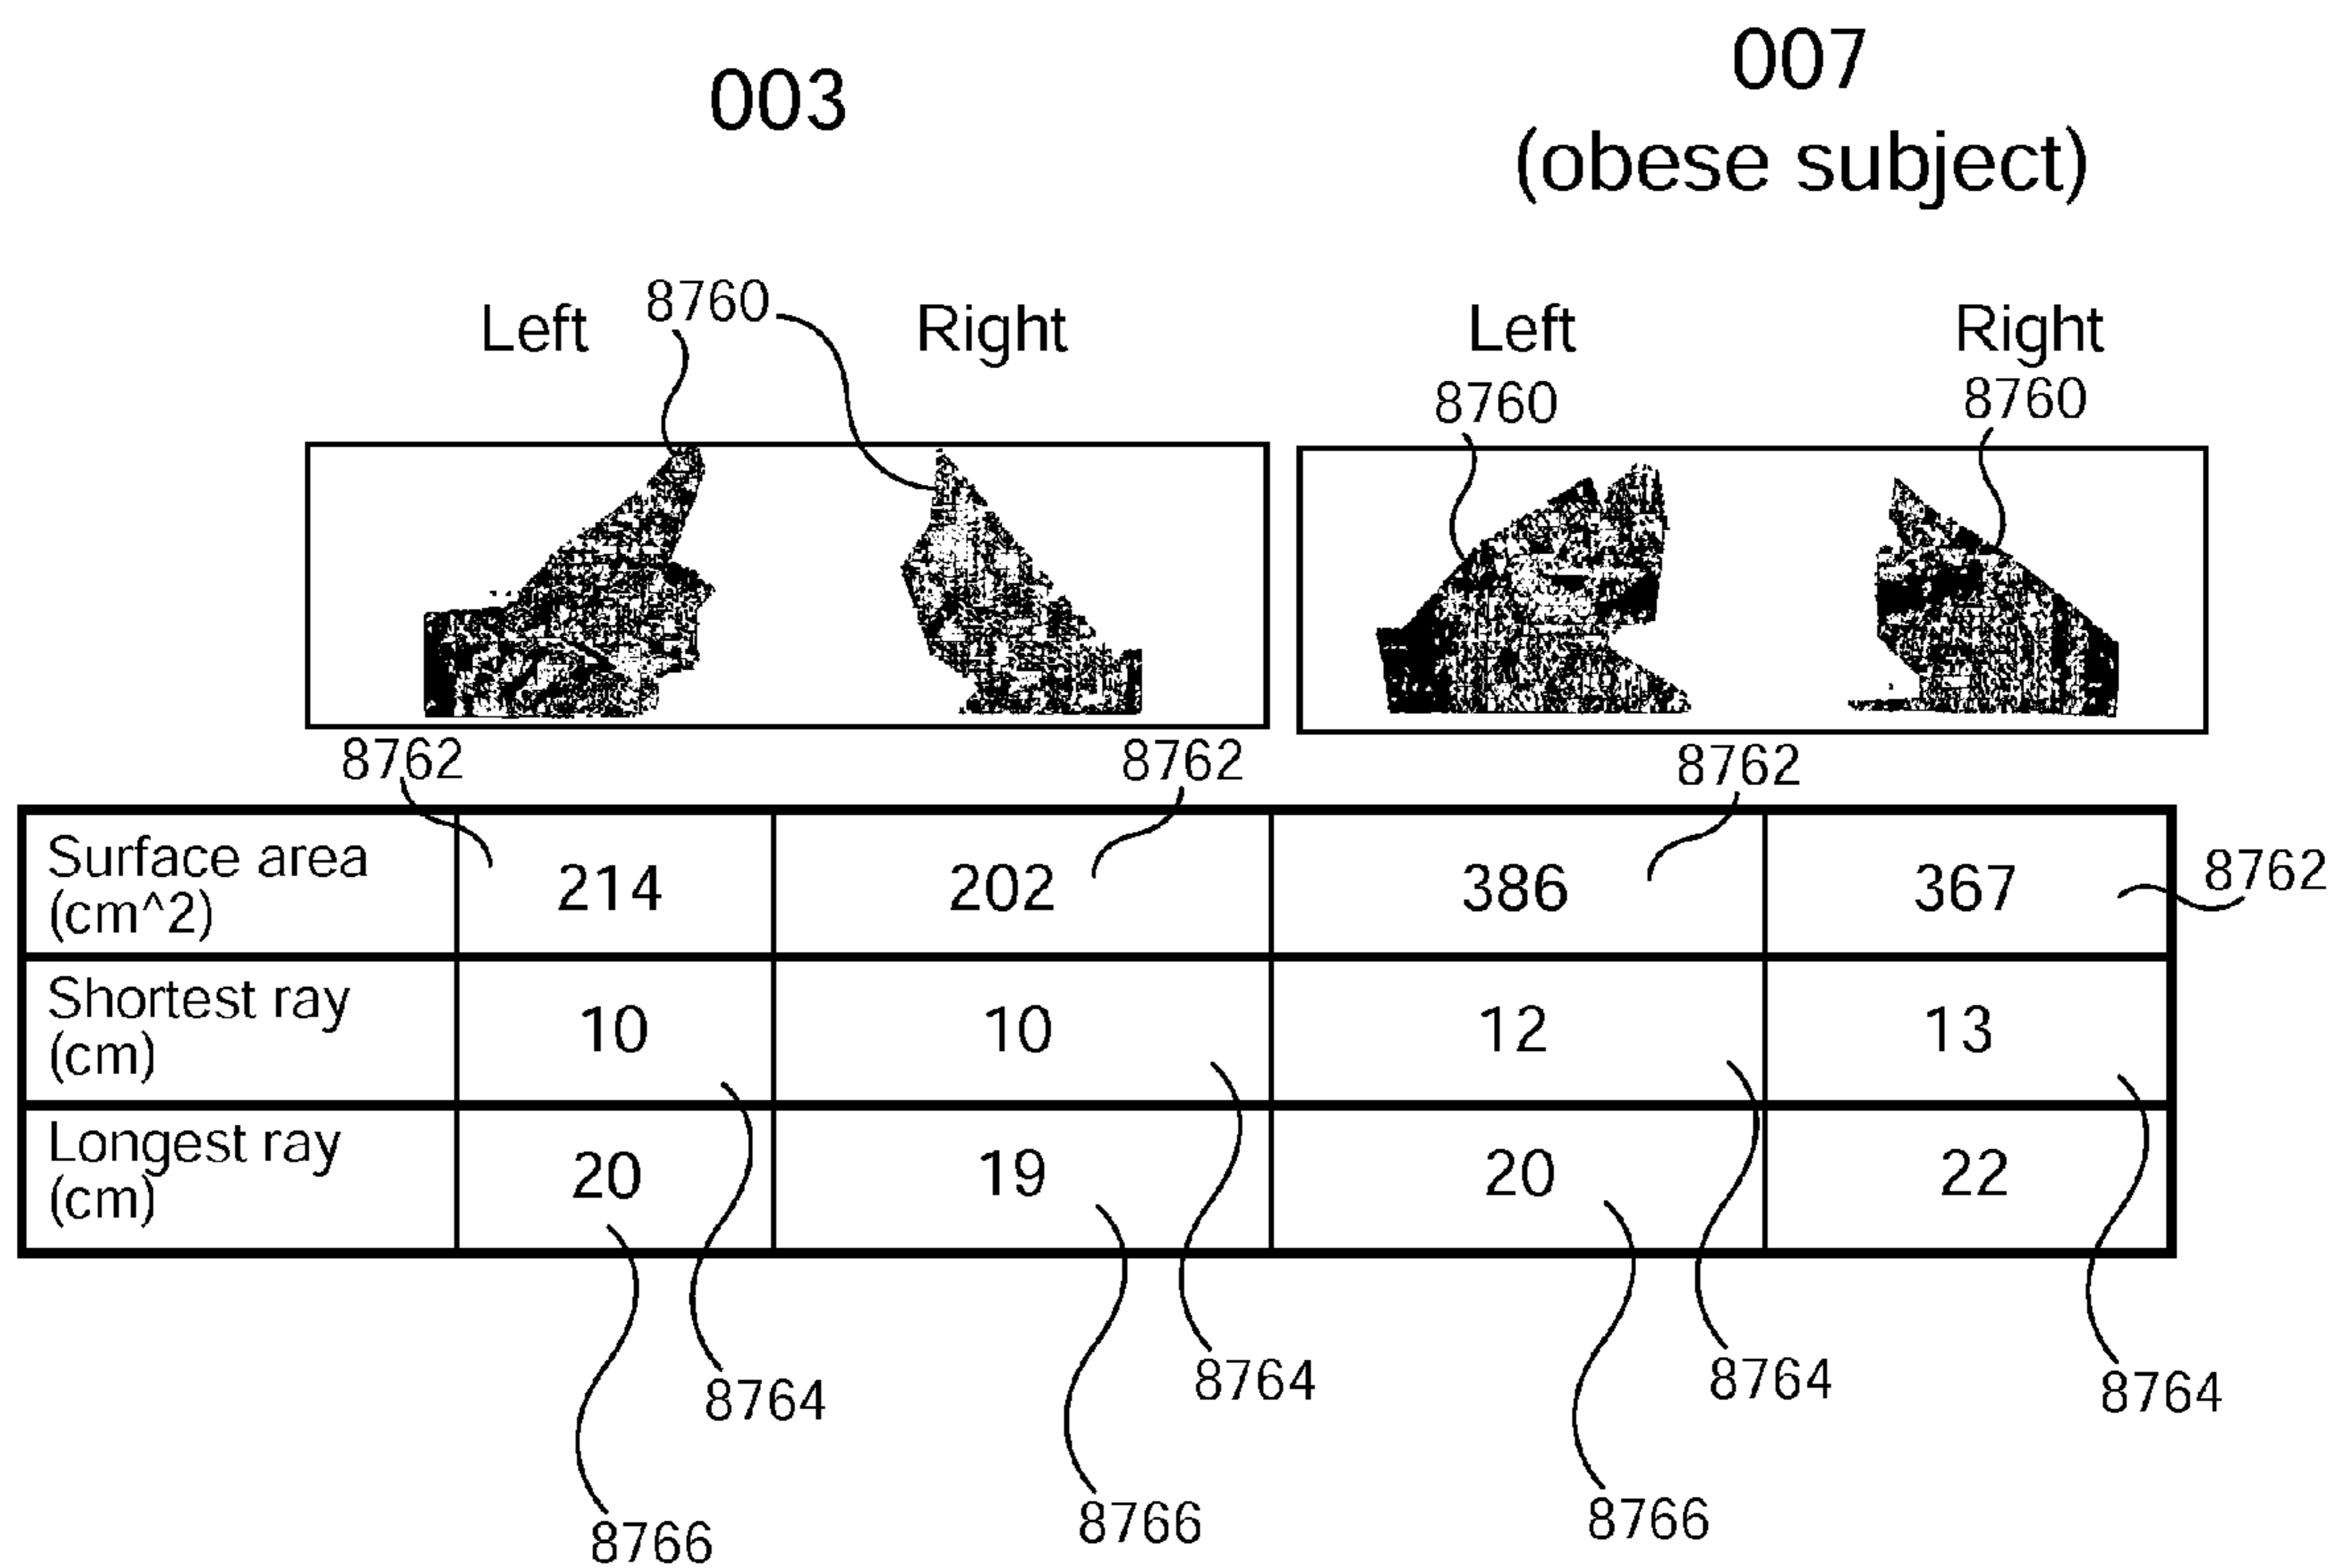 003
007
(obese subject)
Left
8760
Right
Left
8760
Right
8760
8762
8762
8762
Surface area
(cm^2)
214
202
386
367
8762
Shortest ray
(cm)
10
10
12
13
Longest ray
(cm)
20
19
20
22
8764
8764
8764
8764
8766
8766
8766